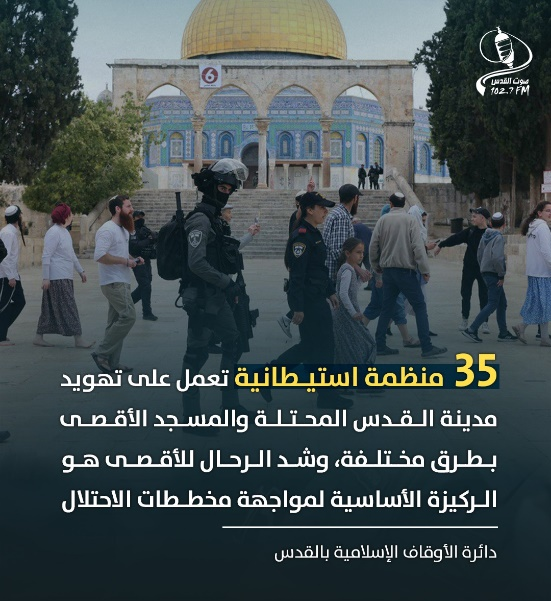 صوت القدس
102.7 FM
6
35 منظمة استيطانية تعمل على تهويد
مدينة القدس المحتلة والمسجد الأقصى
بطرق مختلفة، وشد الرحال للأقصى هو
الركيزة الأساسية لمواجهة مخططات الاحتلال
دائرة الأوقاف الإسلامية بالقدس